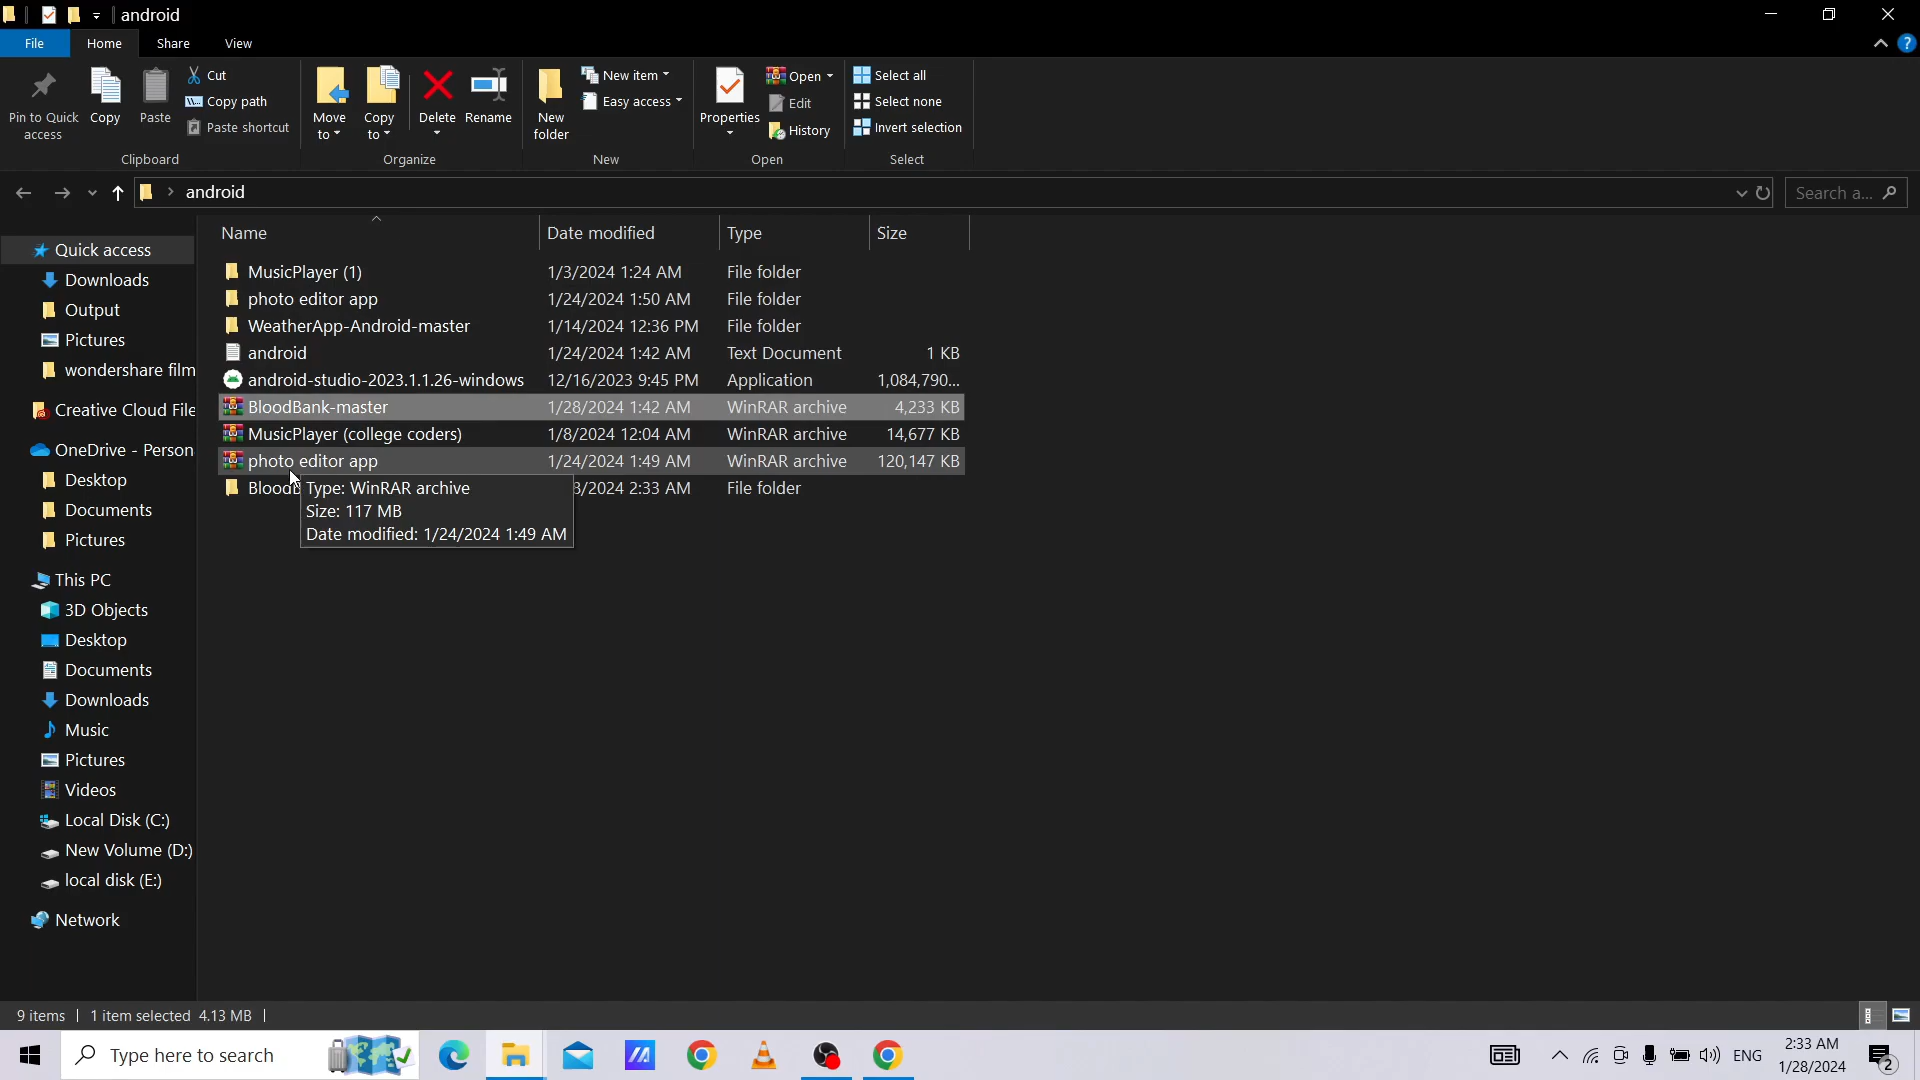 android
File Home Share View
Pin to Quick access
Copy
Paste
Cut
Copy path
Paste shortcut
Clipboard
Move to
Copy to
Delete
Rename
Organize
New folder
New item
Easy access
New
Properties
Open
Edit
History
Open
Select all
Select none
Invert selection
Select
android
Search a...
Name Date modified Type Size
MusicPlayer (1) 1/3/2024 1:24 AM File folder
photo editor app 1/24/2024 1:50 AM File folder
WeatherApp-Android-master 1/14/2024 12:36 PM File folder
android 1/24/2024 1:42 AM Text Document 1 KB
android-studio-2023.1.1.26-windows 12/16/2023 9:45 PM Application 1,084,790...
BloodBank-master 1/28/2024 1:42 AM WinRAR archive 4,233 KB
MusicPlayer (college coders) 1/8/2024 12:04 AM WinRAR archive 14,677 KB
photo editor app 1/24/2024 1:49 AM WinRAR archive 120,147 KB
2:33 AM File folder
Type: WinRAR archive
Size: 117 MB
Date modified: 1/24/2024 1:49 AM
Quick access
Downloads
Output
Pictures
wondershare film
Creative Cloud File
OneDrive - Person
Desktop
Documents
Pictures
This PC
3D Objects
Desktop
Documents
Downloads
Music
Pictures
Videos
Local Disk (C:)
New Volume (D:)
local disk (E:)
Network
9 items 1 item selected 4.13 MB
Type here to search
ENG
2:33 AM
1/28/2024
2